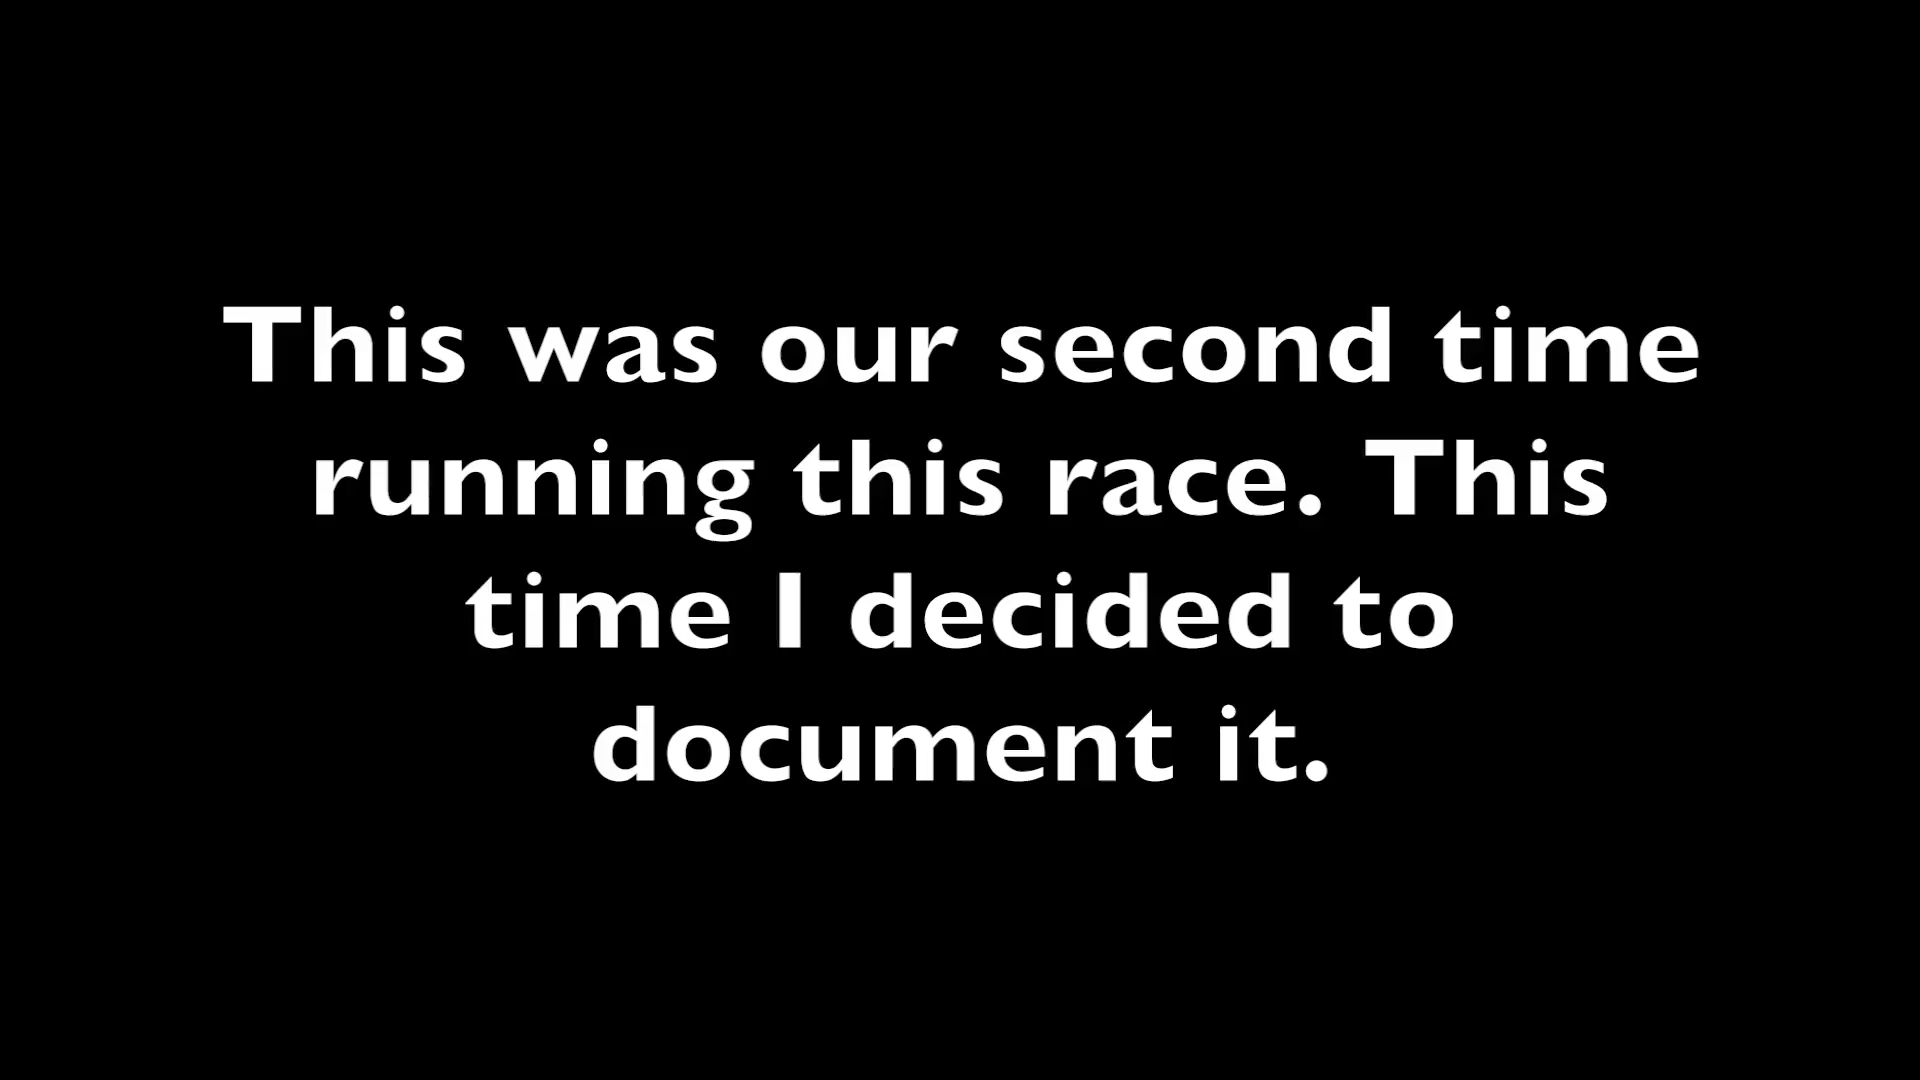 This was our second time
running this race. This
time I decided to
document it.